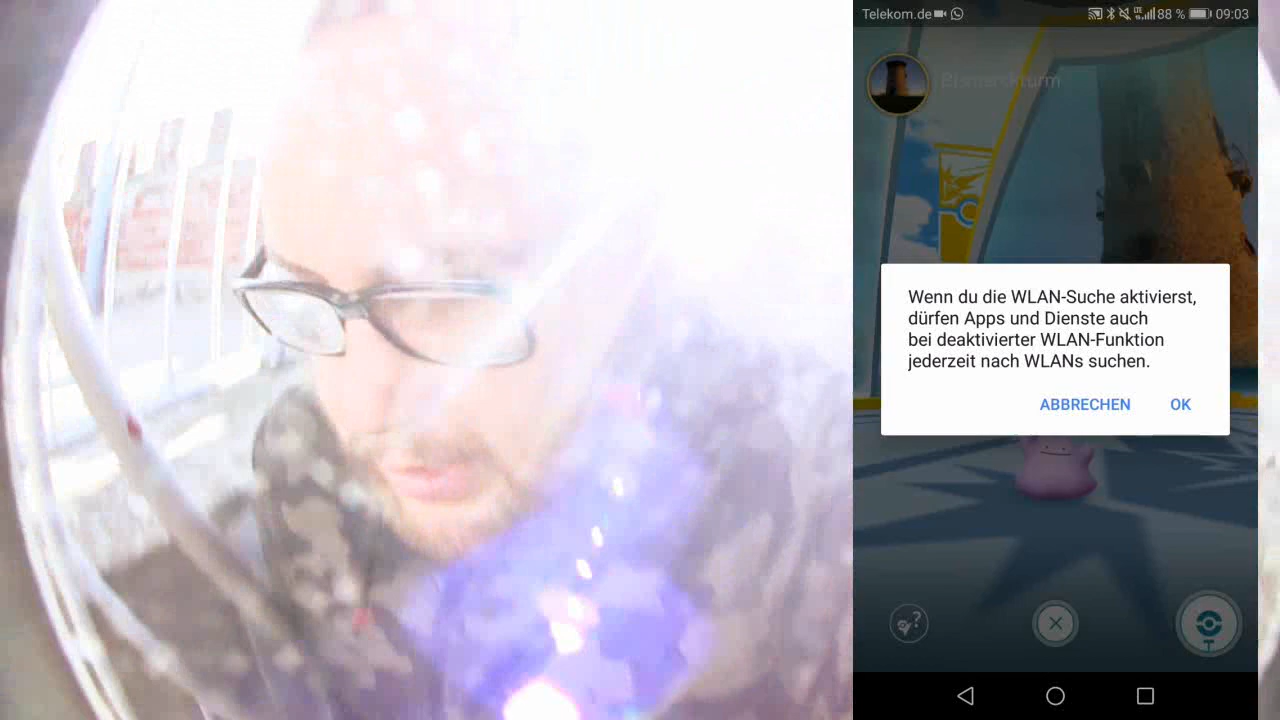 Telekom.de
88 % 09:03
Bismarckturm
Wenn du die WLAN-Suche aktivierst,
dürfen Apps und Dienste auch
bei deaktivierter WLAN-Funktion
jederzeit nach WLANs suchen.
ABBRECHEN OK